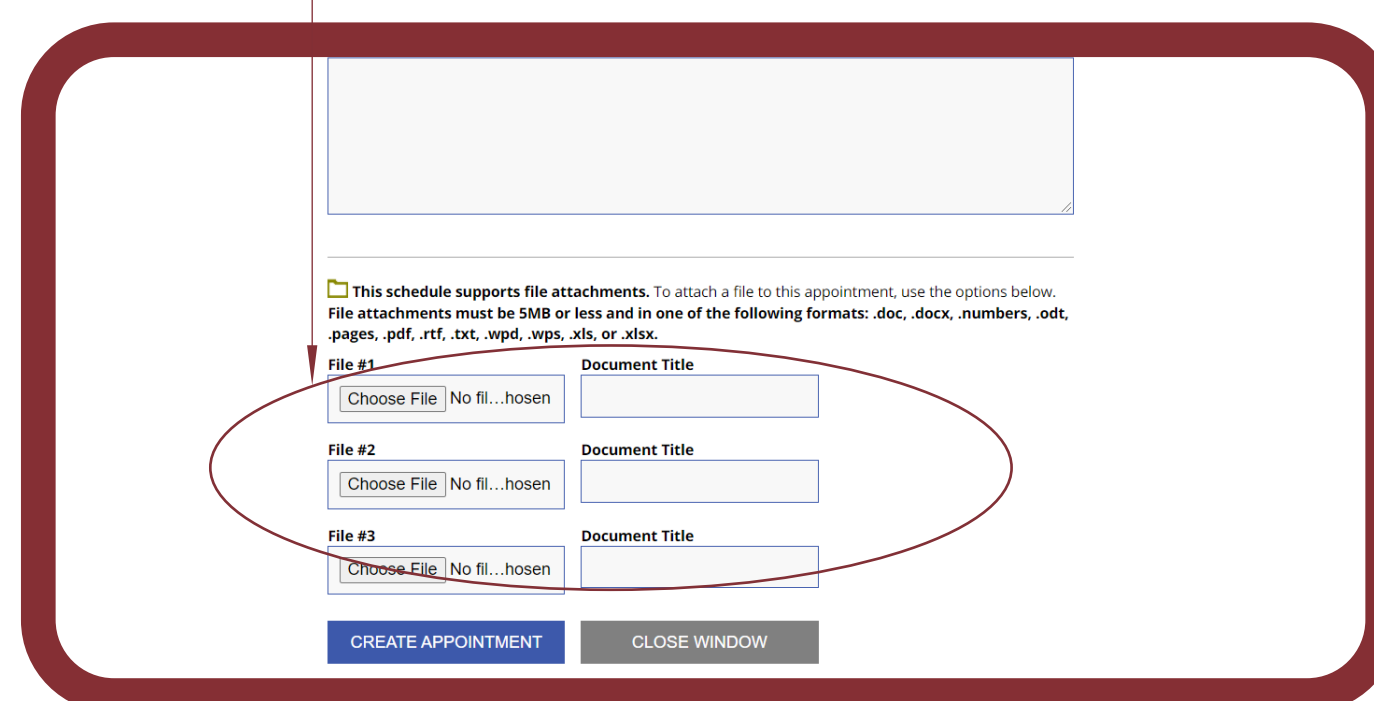 This schedule supports file attachments. To attach a file to this appointment, use the options below.
File attachments must be 5MB or less and in one of the following formats: .doc, .docx, .numbers, .odt,
.pages, .pdf, .rtf, .txt, .wpd, .wps, .xls, or .xlsx.
File #1 Document Title
Choose File No fil…hosen
File #2 Document Title
Choose File No fil…hosen
File #3 Document Title
Choose File No fil…hosen
CREATE APPOINTMENT CLOSE WINDOW